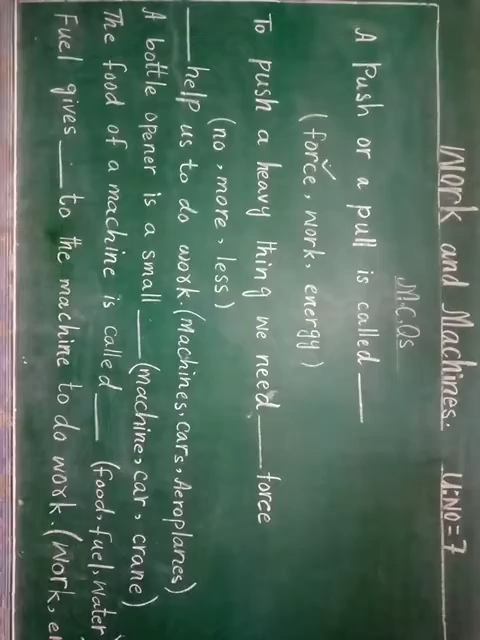 Work and Machines. U:No=7
M.C.Qs
A Push or a pull is called ___
(force, work, energy)
To push a heavy thing we need ___ force
(no, more, less)
___ help us to do work. (Machines, cars, Aeroplanes)
A bottle opener is a small ___ (machine, car, crane)
The food of a machine is called ___ (food, fuel, water
Fuel gives ___ to the machine to do work. (Work, en